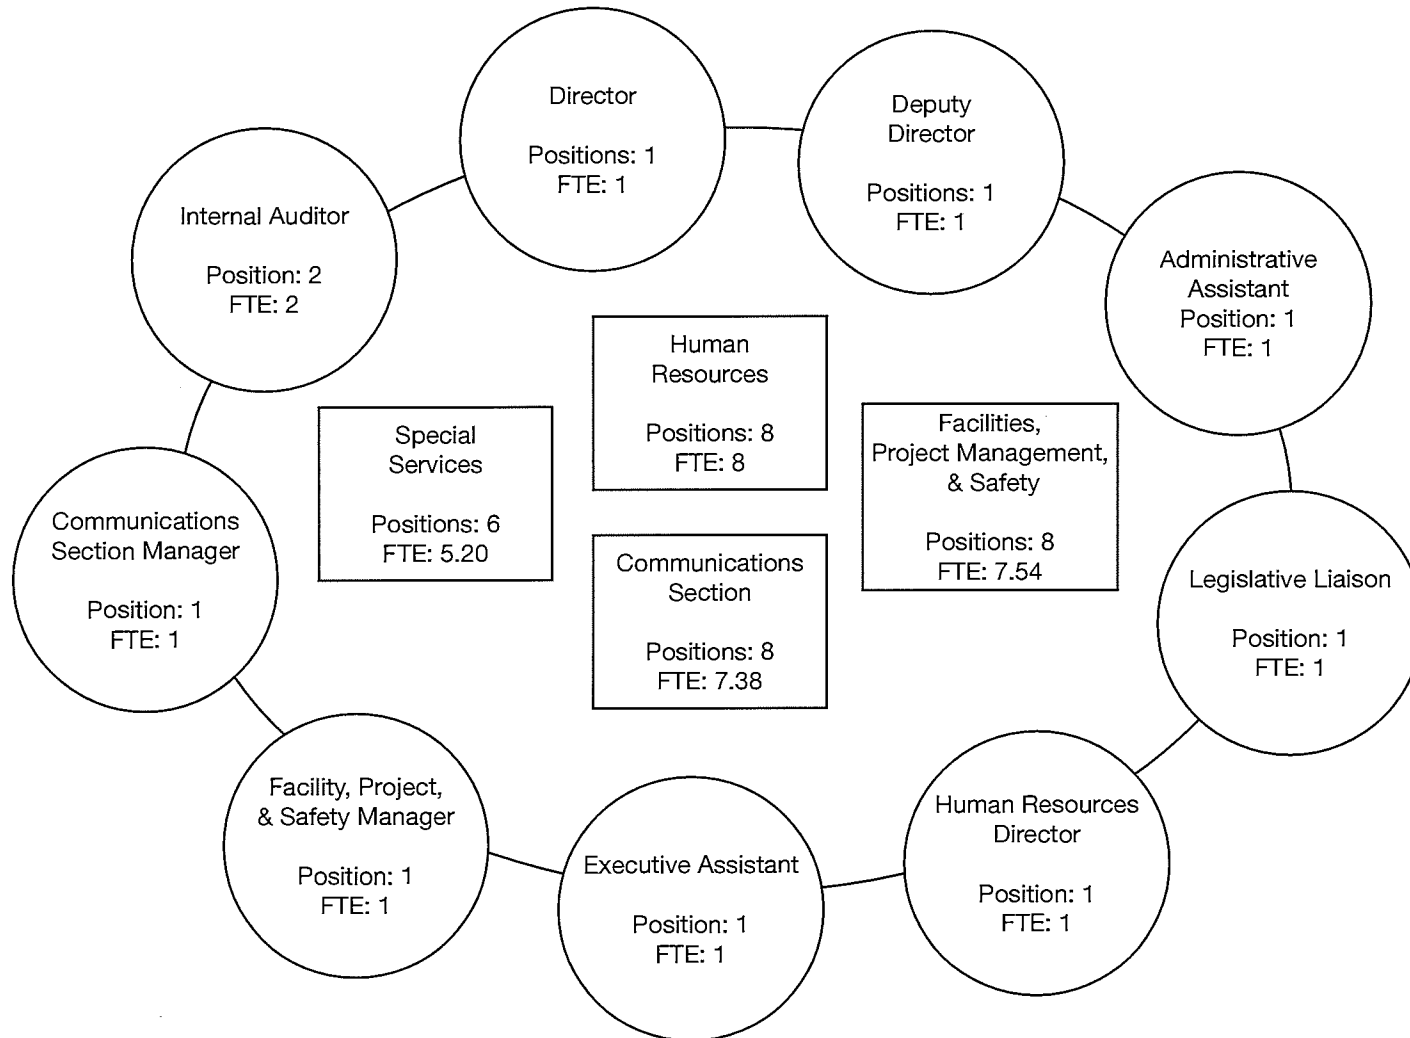 Director
Positions: 1
FTE: 1
Deputy
Director
Positions: 1
FTE: 1
Administrative
Assistant
Position: 1
FTE: 1
Internal Auditor
Position: 2
FTE: 2
Human
Resources
Positions: 8
FTE: 8
Special
Services
Positions: 6
FTE: 5.20
Facilities,
Project Management,
& Safety
Positions: 8
FTE: 7.54
Communications
Section Manager
Position: 1
FTE: 1
Communications
Section
Positions: 8
FTE: 7.38
Legislative Liaison
Position: 1
FTE: 1
Facility, Project,
& Safety Manager
Position: 1
FTE: 1
Executive Assistant
Position: 1
FTE: 1
Human Resources
Director
Position: 1
FTE: 1